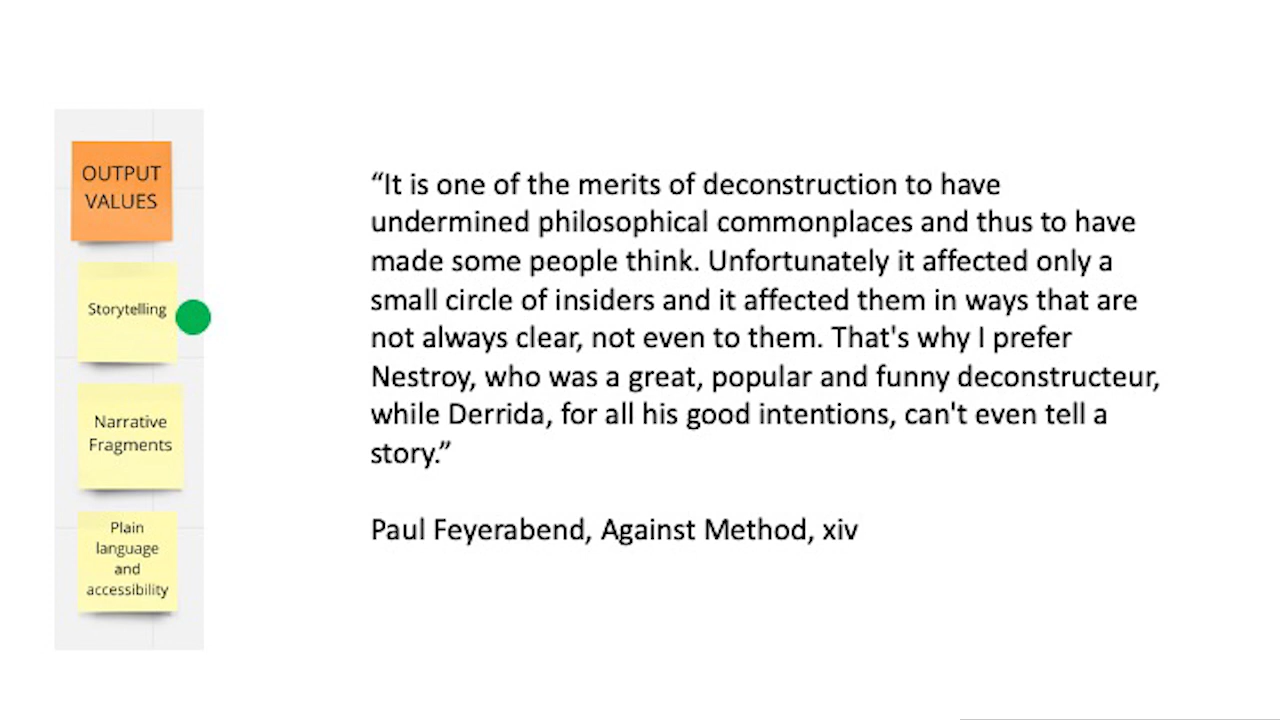 OUTPUT
VALUES
Storytelling
Narrative
Fragments
Plain
language
and
accessibility
“It is one of the merits of deconstruction to have
undermined philosophical commonplaces and thus to have
made some people think. Unfortunately it affected only a
small circle of insiders and it affected them in ways that are
not always clear, not even to them. That's why I prefer
Nestroy, who was a great, popular and funny deconstructeur,
while Derrida, for all his good intentions, can't even tell a
story.”
Paul Feyerabend, Against Method, xiv